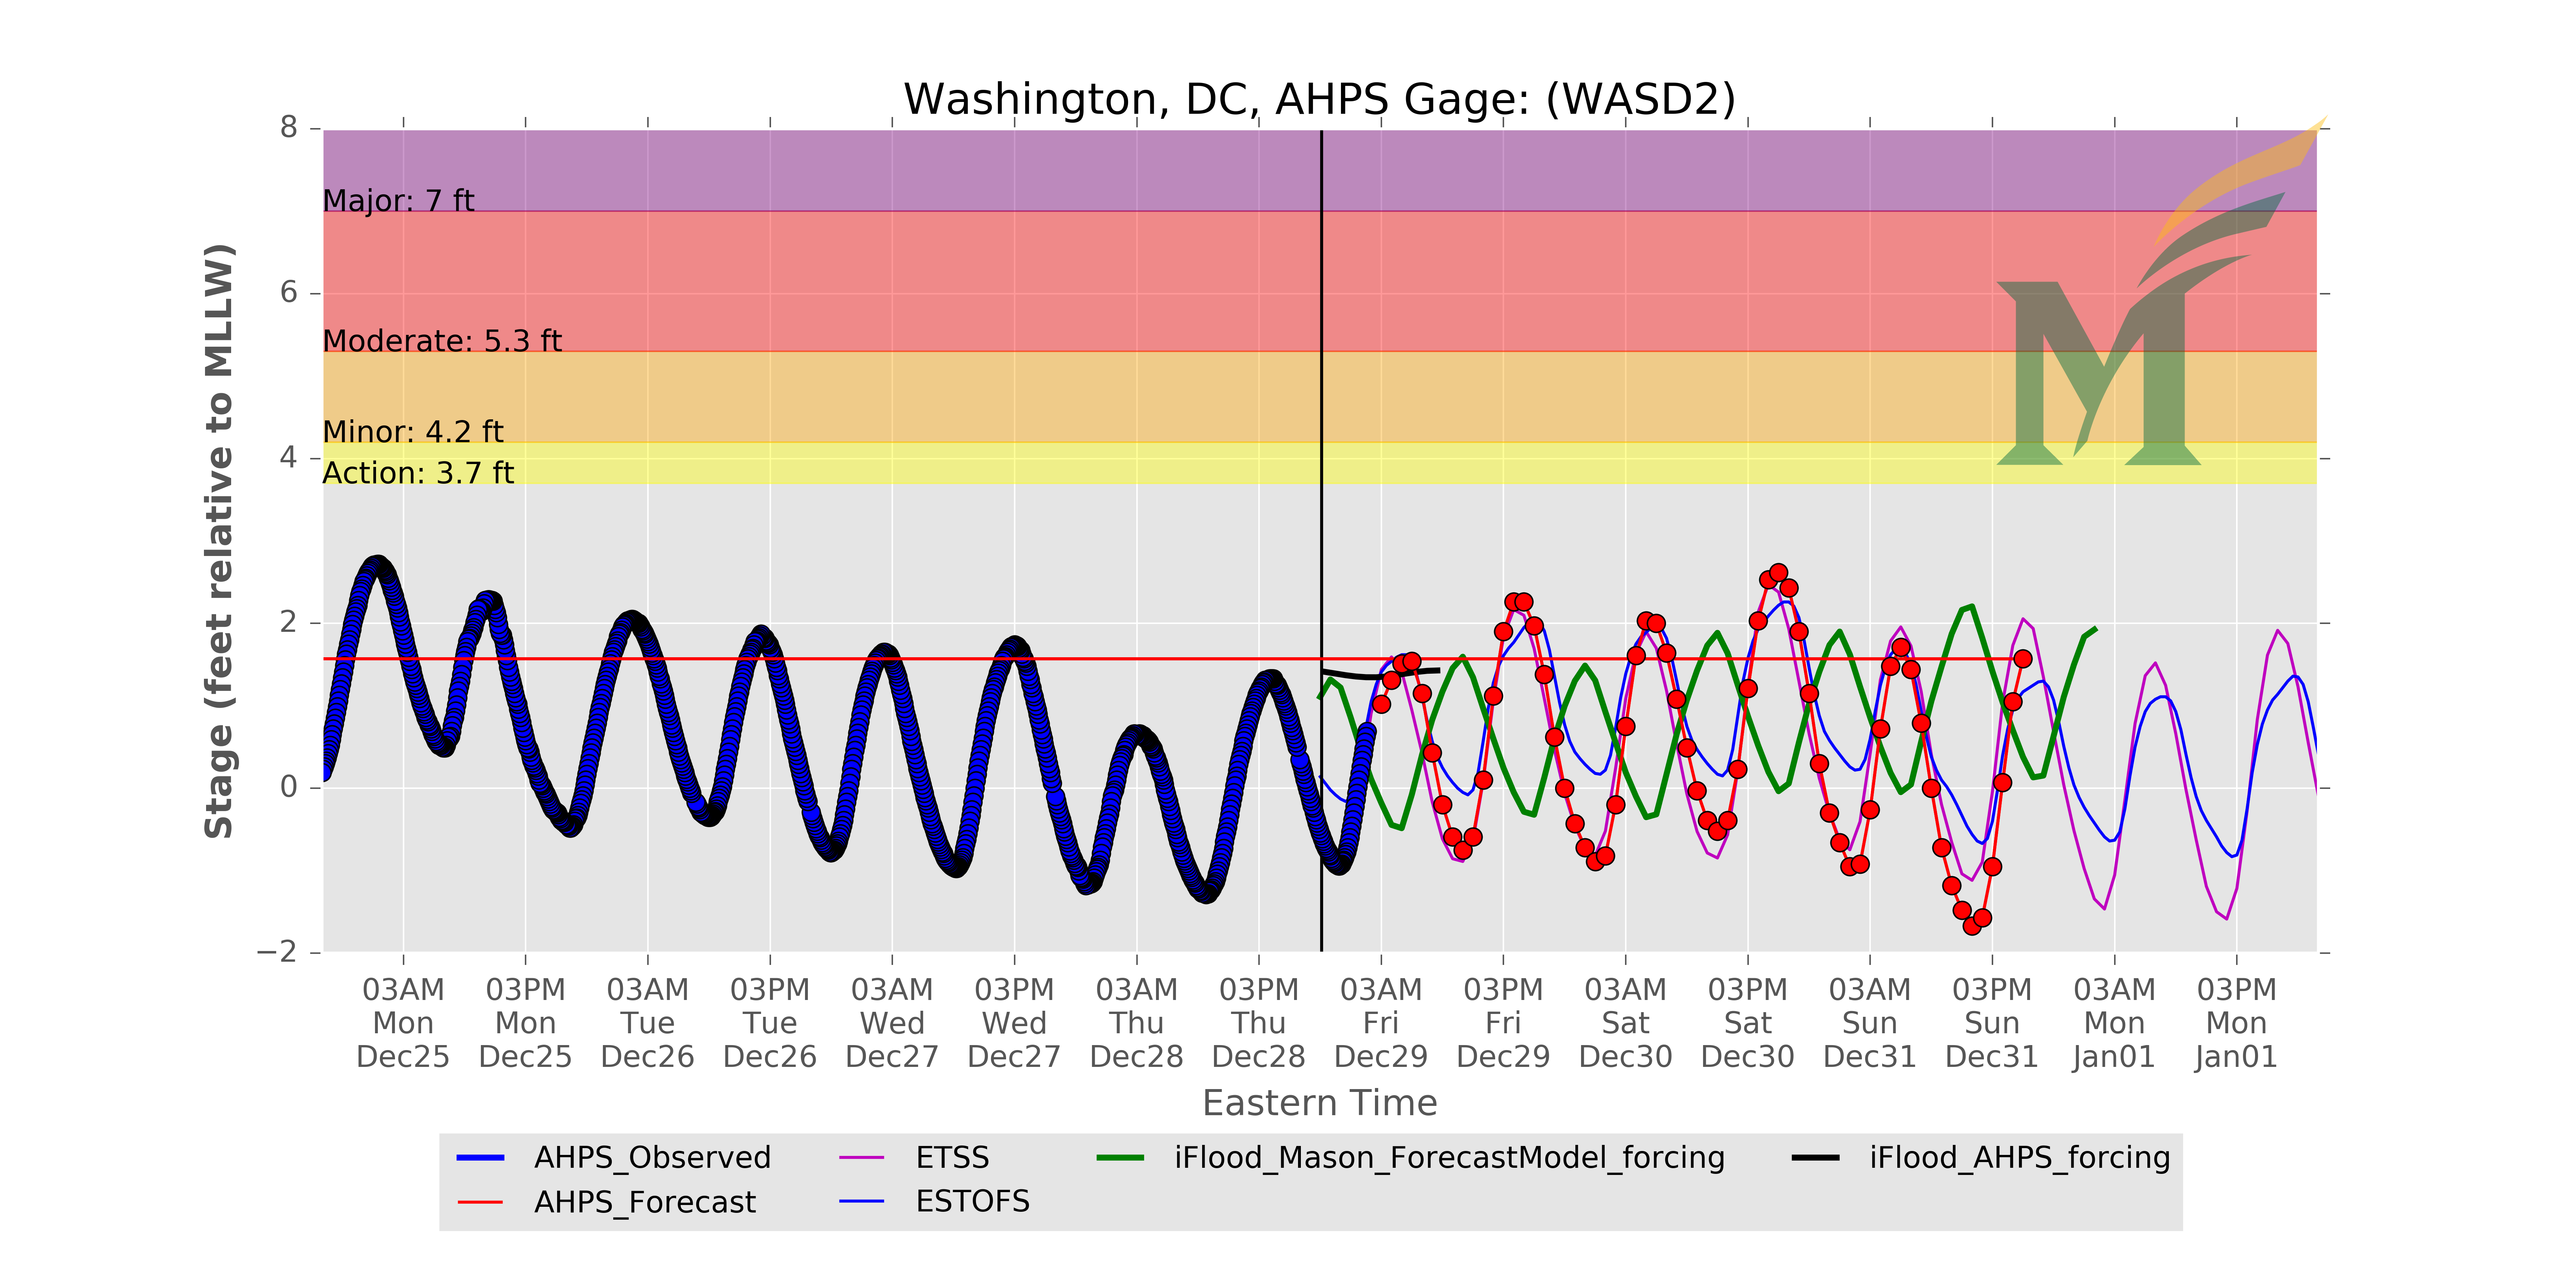 Washington, DC, AHPS Gage: (WASD2)
Stage (feet relative to MLLW)
8
6
4
2
0
−2
Major: 7 ft
Moderate: 5.3 ft
Minor: 4.2 ft
Action: 3.7 ft
M
03AM 03PM 03AM 03PM 03AM 03PM 03AM 03PM 03AM 03PM 03AM 03PM 03AM 03PM 03AM 03PM
Mon Mon Tue Tue Wed Wed Thu Thu Fri Fri Sat Sat Sun Sun Mon Mon
Dec25 Dec25 Dec26 Dec26 Dec27 Dec27 Dec28 Dec28 Dec29 Dec29 Dec30 Dec30 Dec31 Dec31 Jan01 Jan01
Eastern Time
AHPS_Observed ETSS iFlood_Mason_ForecastModel_forcing iFlood_AHPS_forcing
AHPS_Forecast ESTOFS